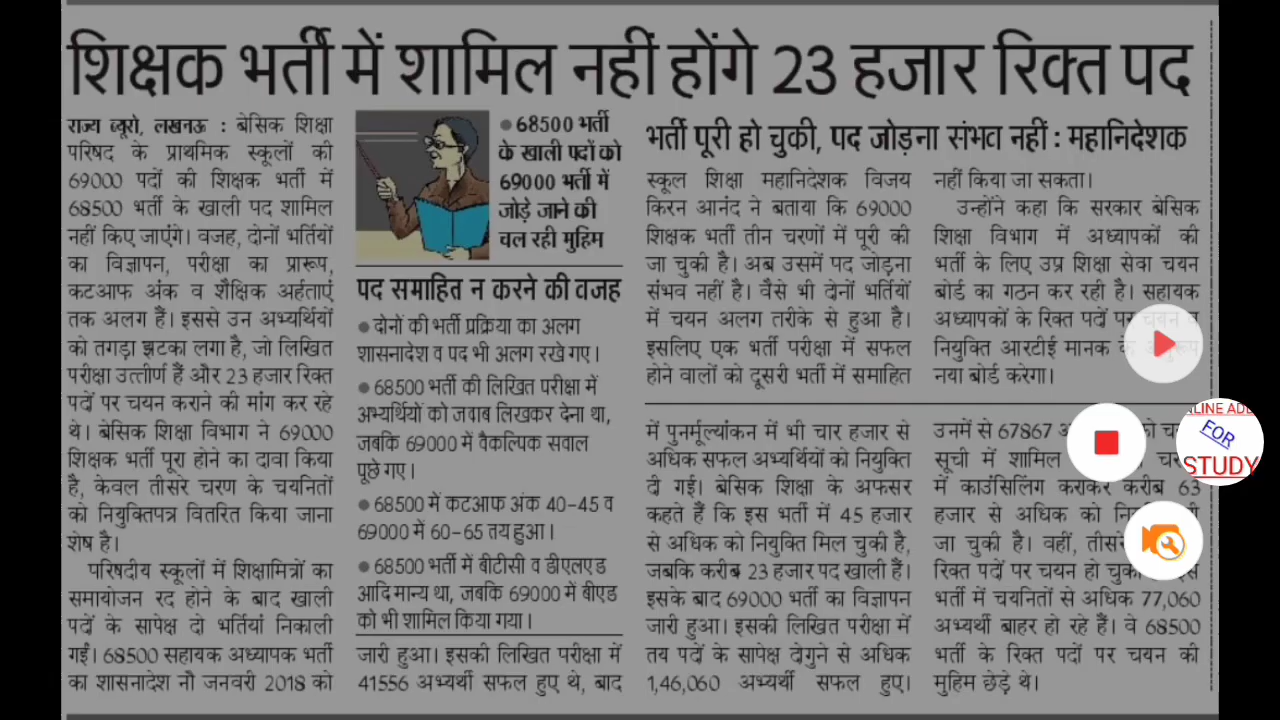 शिक्षक भर्ती में शामिल नहीं होंगे 23 हजार रिक्त पद
राज्य ब्यूरो, लखनऊ : बेसिक शिक्षा
परिषद के प्राथमिक स्कूलों की
69000 पदों की शिक्षक भर्ती में
68500 भर्ती के खाली पद शामिल
नहीं किए जाएंगे। वजह, दोनों भर्तियों
का विज्ञापन, परीक्षा का प्रारूप,
कटआफ अंक व शैक्षिक अर्हताएं
तक अलग हैं। इससे उन अभ्यर्थियों
को तगड़ा झटका लगा है, जो लिखित
परीक्षा उत्तीर्ण हैं और 23 हजार रिक्त
पदों पर चयन कराने की मांग कर रहे
थे। बेसिक शिक्षा विभाग ने 69000
शिक्षक भर्ती पूरा होने का दावा किया
है, केवल तीसरे चरण के चयनितों
को नियुक्तिपत्र वितरित किया जाना
शेष है।
परिषदीय स्कूलों में शिक्षामित्रों का
समायोजन रद होने के बाद खाली
पदों के सापेक्ष दो भर्तियां निकाली
गईं। 68500 सहायक अध्यापक भर्ती
का शासनादेश नौ जनवरी 2018 को
● 68500 भर्ती
के खाली पदों को
69000 भर्ती में
जोड़े जाने की
चल रही मुहिम
पद समाहित न करने की वजह
● दोनों की भर्ती प्रक्रिया का अलग
शासनादेश व पद भी अलग रखे गए।
● 68500 भर्ती की लिखित परीक्षा में
अभ्यर्थियों को जवाब लिखकर देना था,
जबकि 69000 में वैकल्पिक सवाल
पूछे गए।
● 68500 में कटआफ अंक 40-45 व
69000 में 60-65 तय हुआ।
● 68500 भर्ती में बीटीसी व डीएलएड
आदि मान्य था, जबकि 69000 में बीएड
को भी शामिल किया गया।
जारी हुआ। इसकी लिखित परीक्षा में
41556 अभ्यर्थी सफल हुए थे, बाद
भर्ती पूरी हो चुकी, पद जोड़ना संभव नहीं : महानिदेशक
स्कूल शिक्षा महानिदेशक विजय
किरन आनंद ने बताया कि 69000
शिक्षक भर्ती तीन चरणों में पूरी की
जा चुकी है। अब उसमें पद जोड़ना
संभव नहीं है। वैसे भी दोनों भर्तियों
में चयन अलग तरीके से हुआ है।
इसलिए एक भर्ती परीक्षा में सफल
होने वालों को दूसरी भर्ती में समाहित
नहीं किया जा सकता।
उन्होंने कहा कि सरकार बेसिक
शिक्षा विभाग में अध्यापकों की
भर्ती के लिए उप्र शिक्षा सेवा चयन
बोर्ड का गठन कर रही है। सहायक
अध्यापकों के रिक्त पदों पर
नियुक्ति आरटीई मानक के
नया बोर्ड करेगा।
में पुनर्मूल्यांकन में भी चार हजार से
अधिक सफल अभ्यर्थियों को नियुक्ति
दी गई। बेसिक शिक्षा के अफसर
कहते हैं कि इस भर्ती में 45 हजार
से अधिक को नियुक्ति मिल चुकी है,
जबकि करीब 23 हजार पद खाली हैं।
इसके बाद 69000 भर्ती का विज्ञापन
जारी हुआ। इसकी लिखित परीक्षा में
तय पदों के सापेक्ष दोगुने से अधिक
1,46,060 अभ्यर्थी सफल हुए।
उनमें से 67867
सूची में शामिल
में काउंसिलिंग कराकर करीब 63
हजार से अधिक को
जा चुकी है। वहीं,
रिक्त पदों पर चयन हो
भर्ती में चयनितों से अधिक 77,060
अभ्यर्थी बाहर हो रहे हैं। वे 68500
भर्ती के रिक्त पदों पर चयन की
मुहिम छेड़े थे।
FOR
STUDY